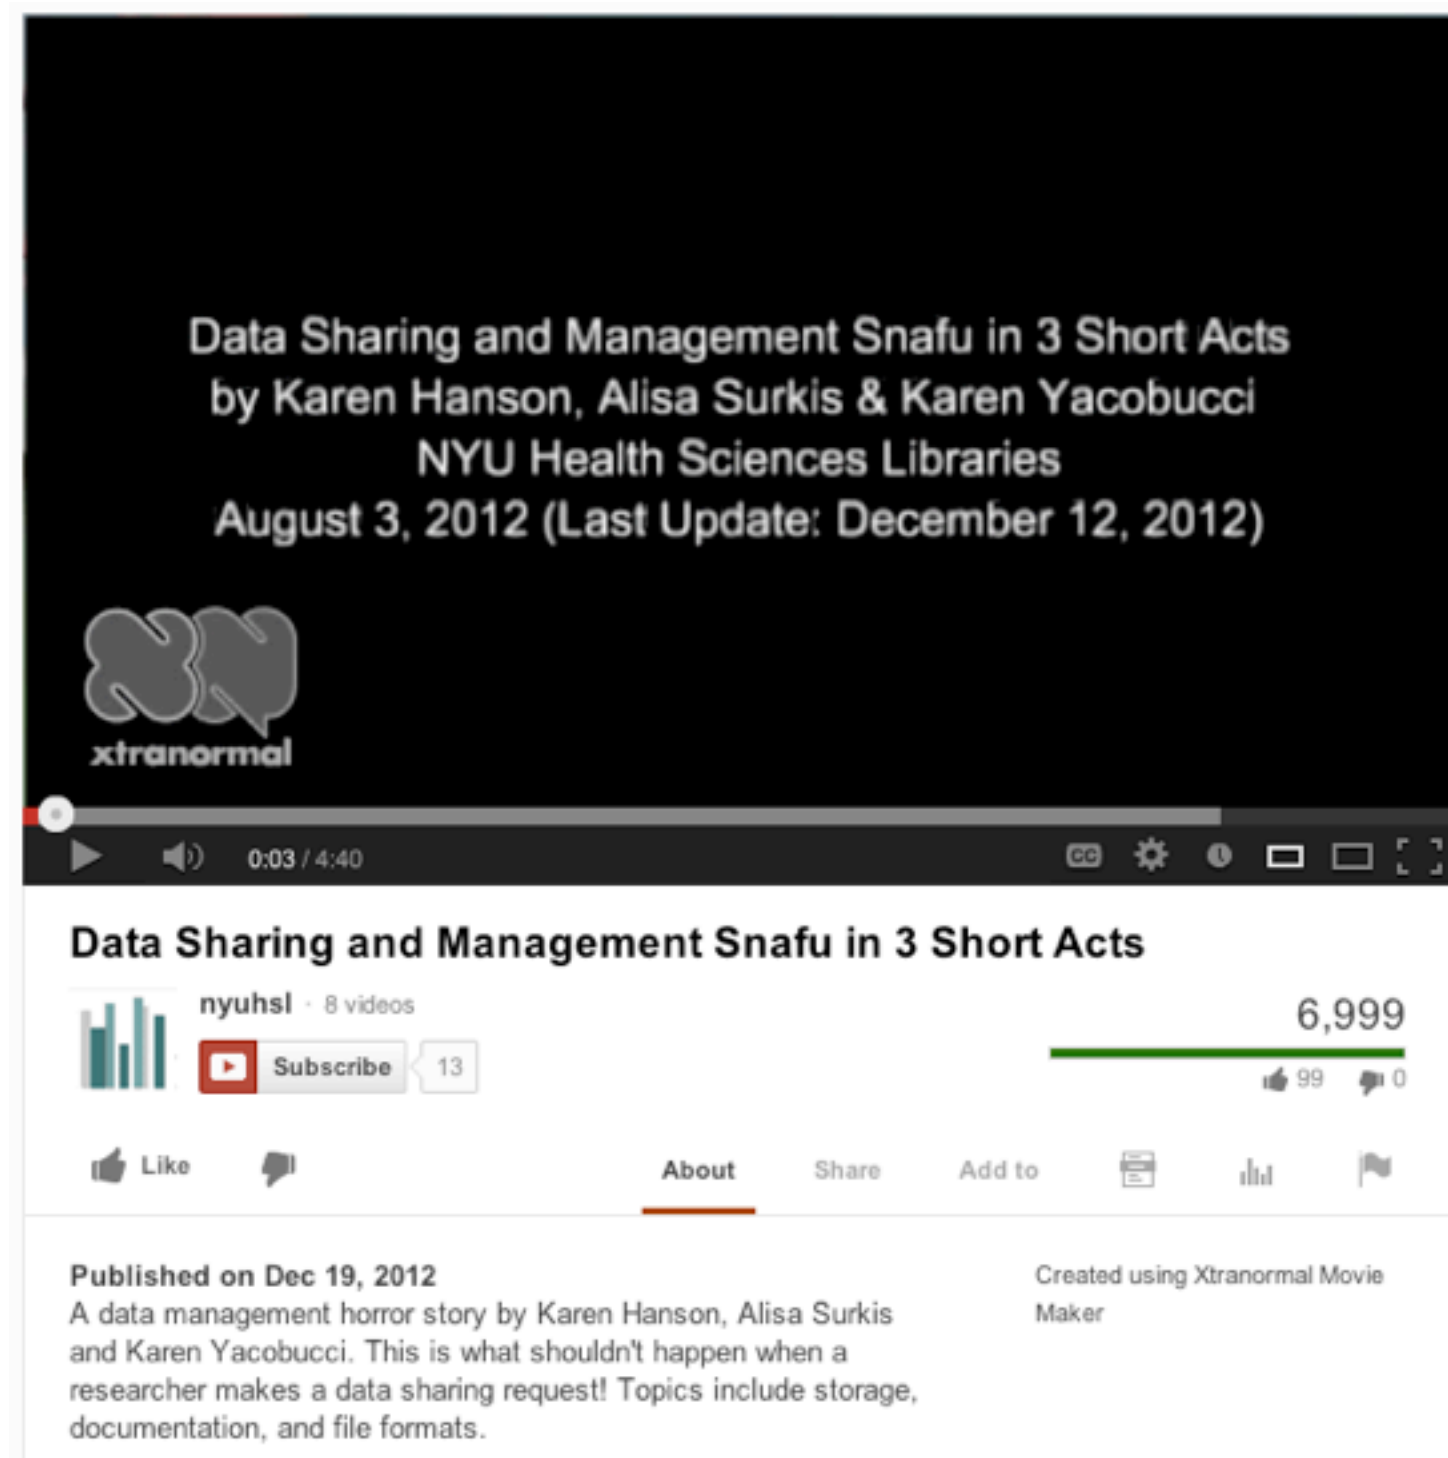 Data Sharing and Management Snafu in 3 Short Acts
by Karen Hanson, Alisa Surkis & Karen Yacobucci
NYU Health Sciences Libraries
August 3, 2012 (Last Update: December 12, 2012)
xtranormal
0:03 / 4:40
CC
Data Sharing and Management Snafu in 3 Short Acts
nyuhsl · 8 videos
Subscribe 13
6,999
99 0
Like
About Share Add to
Published on Dec 19, 2012
A data management horror story by Karen Hanson, Alisa Surkis
and Karen Yacobucci. This is what shouldn't happen when a
researcher makes a data sharing request! Topics include storage,
documentation, and file formats.
Created using Xtranormal Movie
Maker